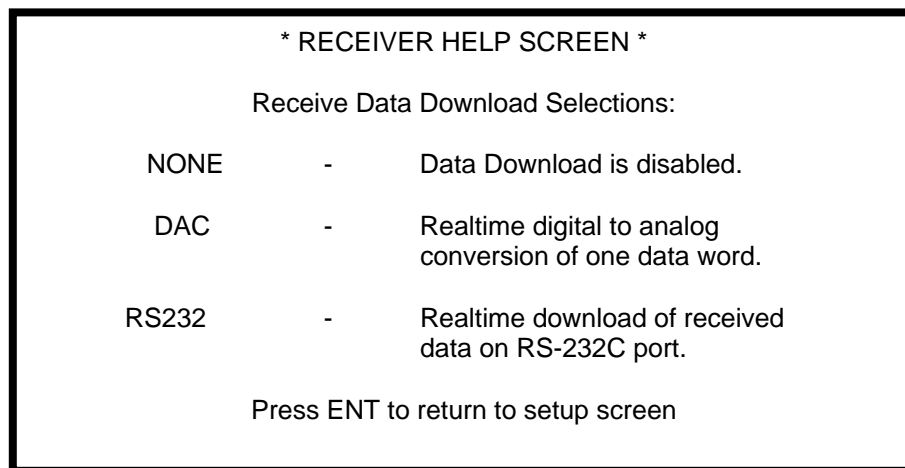 * RECEIVER HELP SCREEN *
Receive Data Download Selections:
NONE - Data Download is disabled.
DAC - Realtime digital to analog
conversion of one data word.
RS232 - Realtime download of received
data on RS-232C port.
Press ENT to return to setup screen